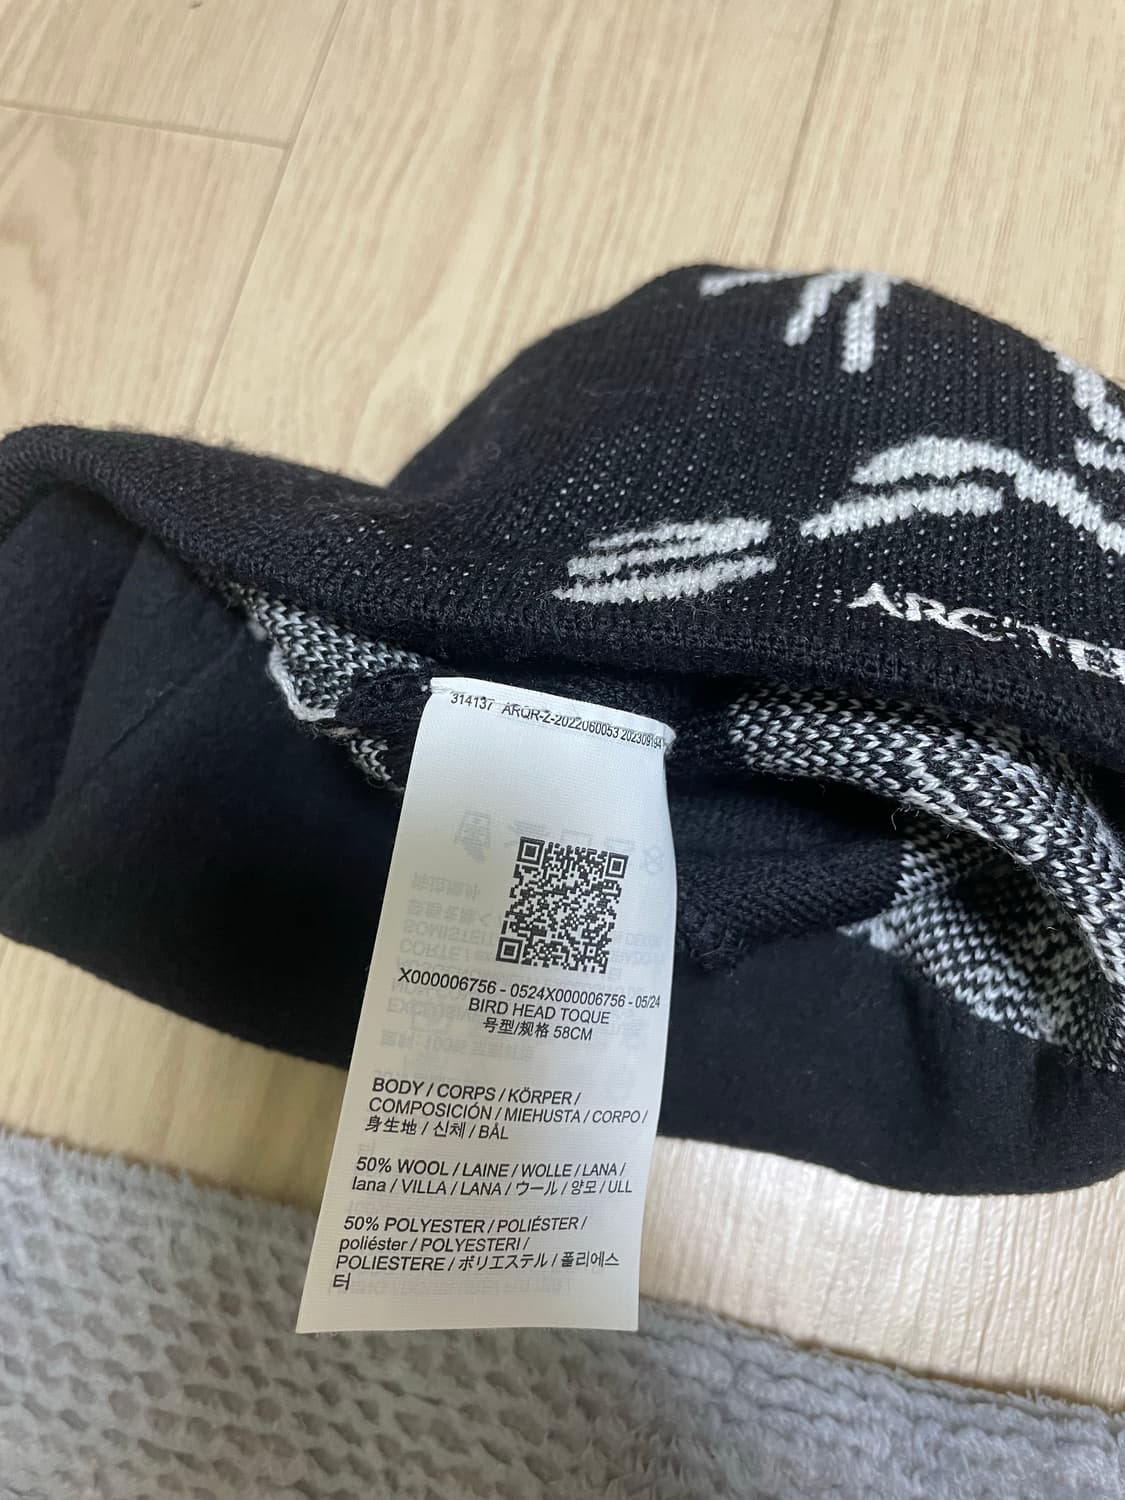 ARC'TE
314137 ARQR-Z-2022060053 20230919
X000006756 - 0524X000006756 - 05/24
BIRD HEAD TOQUE
号型/规格 58CM
BODY / CORPS / KÖRPER /
COMPOSICIÓN / MIEHUSTA / CORPO /
身生地 / 신체 / BÅL
50% WOOL / LAINE / WOLLE / LANA /
lana / VILLA / LANA / ウール / 양모 / ULL
50% POLYESTER / POLIÉSTER /
poliéster / POLYESTERI /
POLIESTERE / ポリエステル / 폴리에스
터